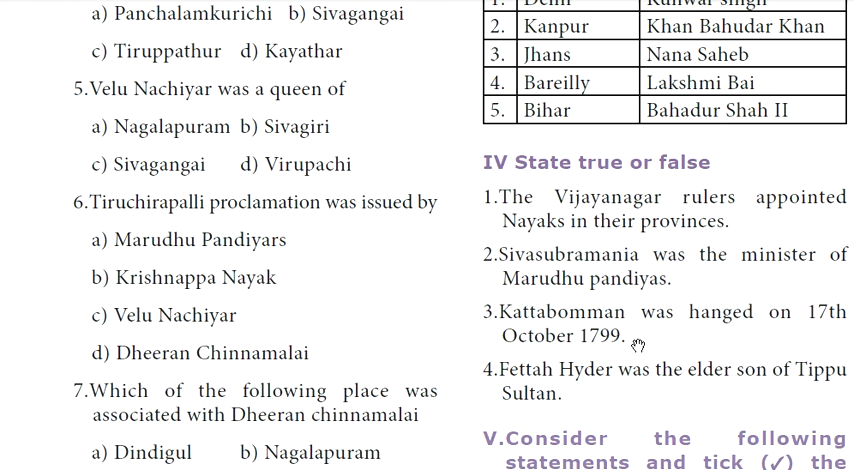 a) Panchalamkurichi b) Sivagangai
c) Tiruppathur d) Kayathar
5.Velu Nachiyar was a queen of
a) Nagalapuram b) Sivagiri
c) Sivagangai d) Virupachi
6.Tiruchirapalli proclamation was issued by
a) Marudhu Pandiyars
b) Krishnappa Nayak
c) Velu Nachiyar
d) Dheeran Chinnamalai
7.Which of the following place was
associated with Dheeran chinnamalai
a) Dindigul b) Nagalapuram
1. Delhi Kunwar singh
2. Kanpur Khan Bahudar Khan
3. Jhans Nana Saheb
4. Bareilly Lakshmi Bai
5. Bihar Bahadur Shah II
IV State true or false
1.The Vijayanagar rulers appointed
Nayaks in their provinces.
2.Sivasubramania was the minister of
Marudhu pandiyas.
3.Kattabomman was hanged on 17th
October 1799.
4.Fettah Hyder was the elder son of Tippu
Sultan.
V.Consider the following
statements and tick (✓) the